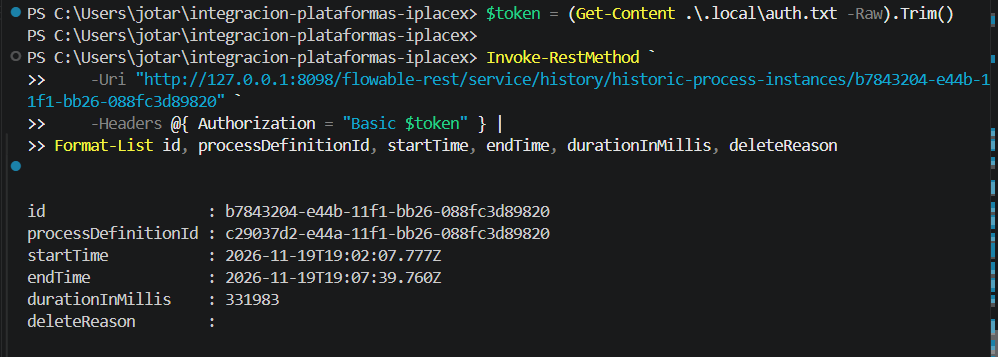 PS C:\Users\jotar\integracion-plataformas-iplacex> $token = (Get-Content .\.local\auth.txt -Raw).Trim()
PS C:\Users\jotar\integracion-plataformas-iplacex>
PS C:\Users\jotar\integracion-plataformas-iplacex> Invoke-RestMethod `
>>     -Uri "http://127.0.0.1:8098/flowable-rest/service/history/historic-process-instances/b7843204-e44b-1
1f1-bb26-088fc3d89820" `
>>     -Headers @{ Authorization = "Basic $token" } |
>> Format-List id, processDefinitionId, startTime, endTime, durationInMillis, deleteReason
id                  : b7843204-e44b-11f1-bb26-088fc3d89820
processDefinitionId : c29037d2-e44a-11f1-bb26-088fc3d89820
startTime           : 2026-11-19T19:02:07.777Z
endTime             : 2026-11-19T19:07:39.760Z
durationInMillis    : 331983
deleteReason        :